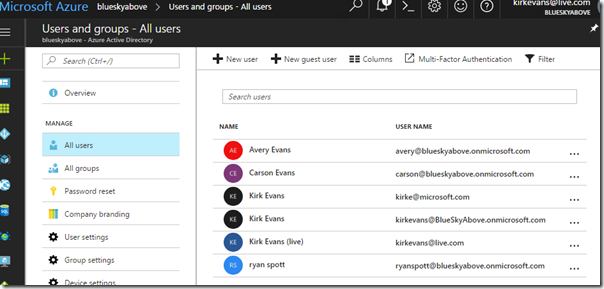 Microsoft Azure blueskyabove > Users and groups - All users
1
kirkevans@live.com
BLUESKYABOVE
Users and groups - All users
blueskyabove - Azure Active Directory
Search (Ctrl+/)
Overview
MANAGE
All users
All groups
Password reset
Company branding
User settings
Group settings
Device settings
+ New user + New guest user Columns Multi-Factor Authentication Filter
Search users
NAME USER NAME
AE Avery Evans avery@blueskyabove.onmicrosoft.com ...
CE Carson Evans carson@blueskyabove.onmicrosoft.com ...
KE Kirk Evans kirke@microsoft.com ...
KE Kirk Evans kirkevans@BlueSkyAbove.onmicrosoft.com ...
KE Kirk Evans (live) kirkevans@live.com ...
RS ryan spott ryanspott@blueskyabove.onmicrosoft.com ...